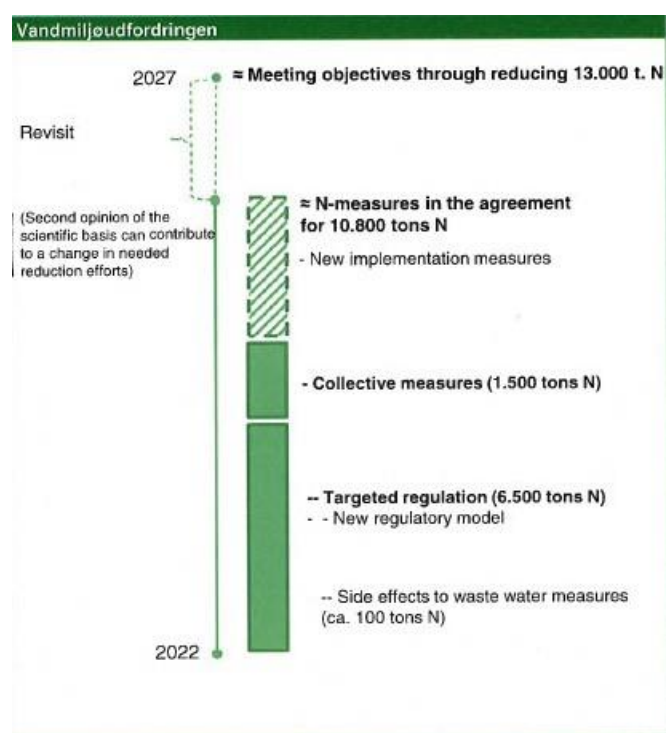 Vandmiljøudfordringen
2027
≈ Meeting objectives through reducing 13.000 t. N
Revisit
(Second opinion of the
scientific basis can contribute
to a change in needed
reduction efforts)
≈ N-measures in the agreement
for 10.800 tons N
- New implementation measures
- Collective measures (1.500 tons N)
-- Targeted regulation (6.500 tons N)
- - New regulatory model
-- Side effects to waste water measures
(ca. 100 tons N)
2022